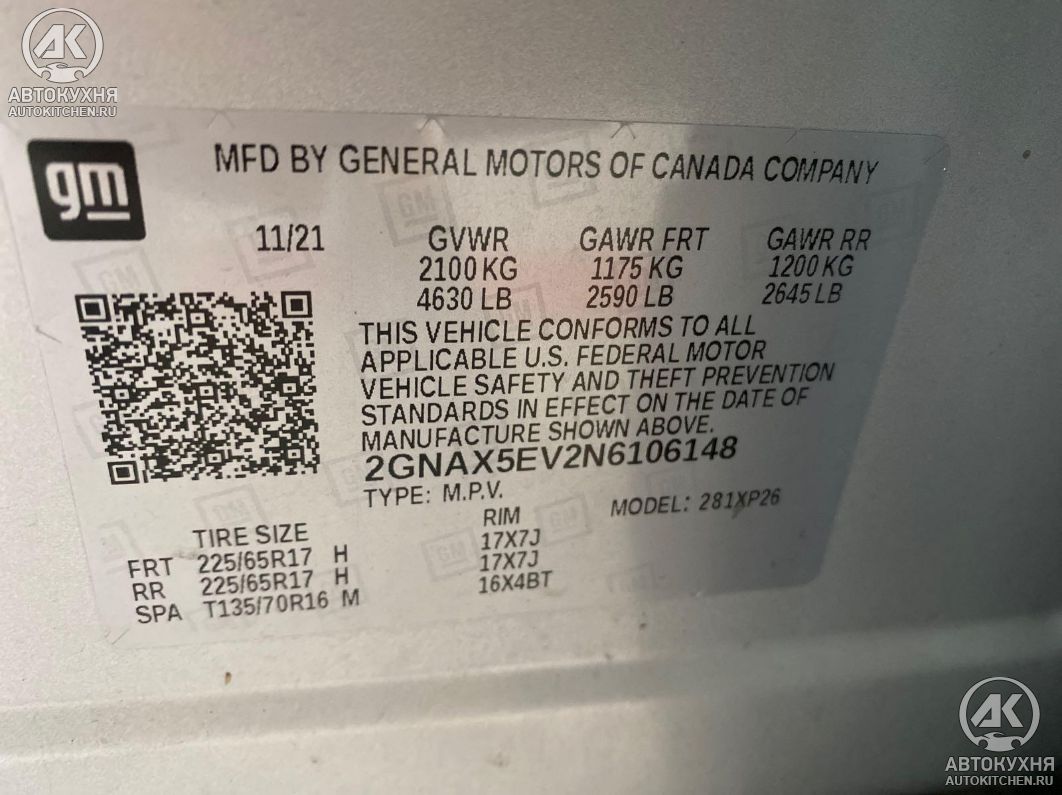 AK
АВТОКУХНЯ
AUTOKITCHEN.RU
gm
MFD BY GENERAL MOTORS OF CANADA COMPANY
11/21 GVWR GAWR FRT GAWR RR
2100 KG 1175 KG 1200 KG
4630 LB 2590 LB 2645 LB
THIS VEHICLE CONFORMS TO ALL
APPLICABLE U.S. FEDERAL MOTOR
VEHICLE SAFETY AND THEFT PREVENTION
STANDARDS IN EFFECT ON THE DATE OF
MANUFACTURE SHOWN ABOVE.
2GNAX5EV2N6106148
TYPE: M.P.V. MODEL: 281XP26
TIRE SIZE RIM
FRT 225/65R17 H 17X7J
RR 225/65R17 H 17X7J
SPA T135/70R16 M 16X4BT
AK
АВТОКУХНЯ
AUTOKITCHEN.RU